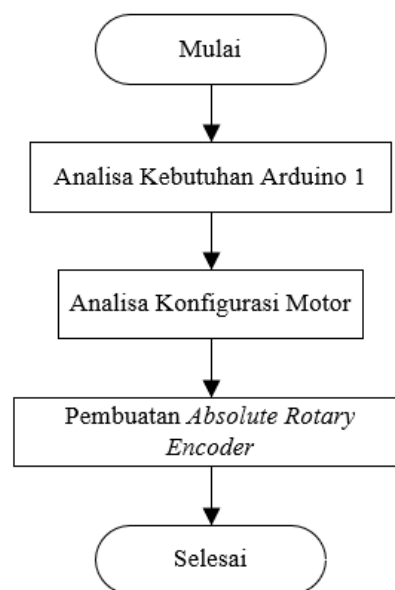 Mulai
Analisa Kebutuhan Arduino 1
Analisa Konfigurasi Motor
Pembuatan Absolute Rotary
Encoder
Selesai